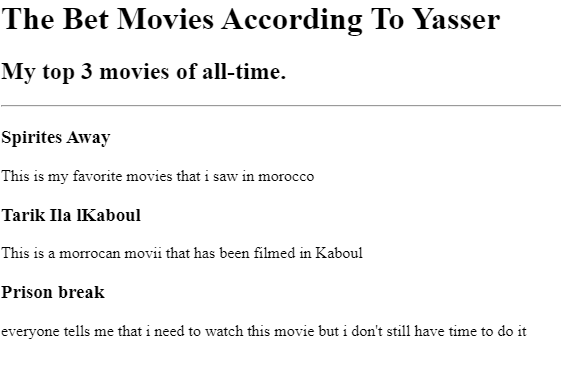 The Bet Movies According To Yasser
My top 3 movies of all-time.
Spirites Away
This is my favorite movies that i saw in morocco
Tarik Ila lKaboul
This is a morrocan movii that has been filmed in Kaboul
Prison break
everyone tells me that i need to watch this movie but i don't still have time to do it